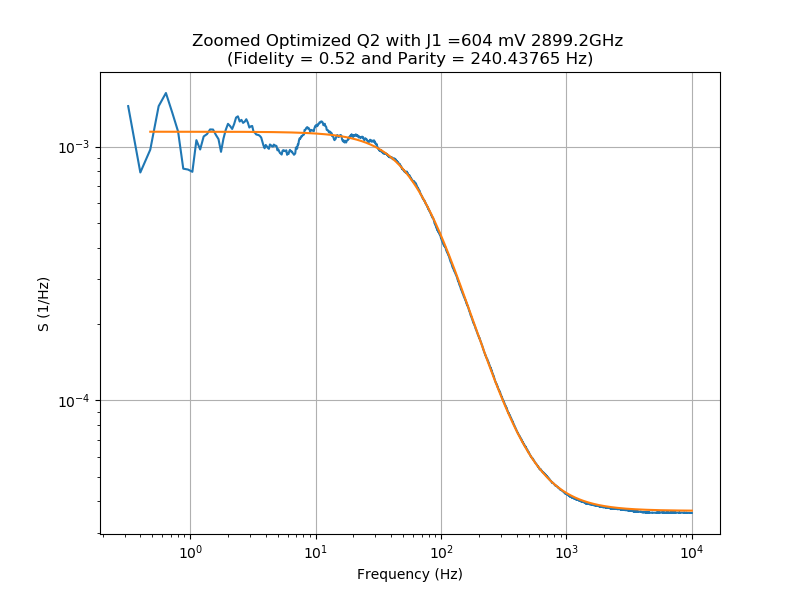 Zoomed Optimized Q2 with J1 =604 mV 2899.2GHz
(Fidelity = 0.52 and Parity = 240.43765 Hz)
10⁻³
S (1/Hz)
10⁻⁴
10⁰ 10¹ 10² 10³ 10⁴
Frequency (Hz)